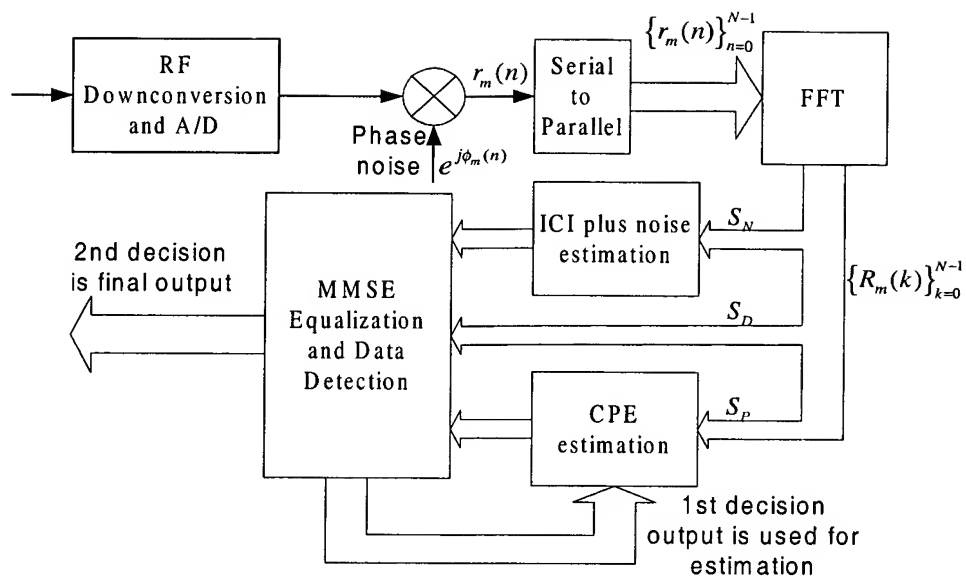 RF
Downconversion
and A/D
Phase
noise
$e^{j\phi_m(n)}$
$r_m(n)$
Serial
to
Parallel
$\{r_m(n)\}_{n=0}^{N-1}$
FFT
ICI plus noise
estimation
$S_N$
$\{R_m(k)\}_{k=0}^{N-1}$
2nd decision
is final output
MMSE
Equalization
and Data
Detection
$S_D$
CPE
estimation
$S_P$
1st decision
output is used for
estimation